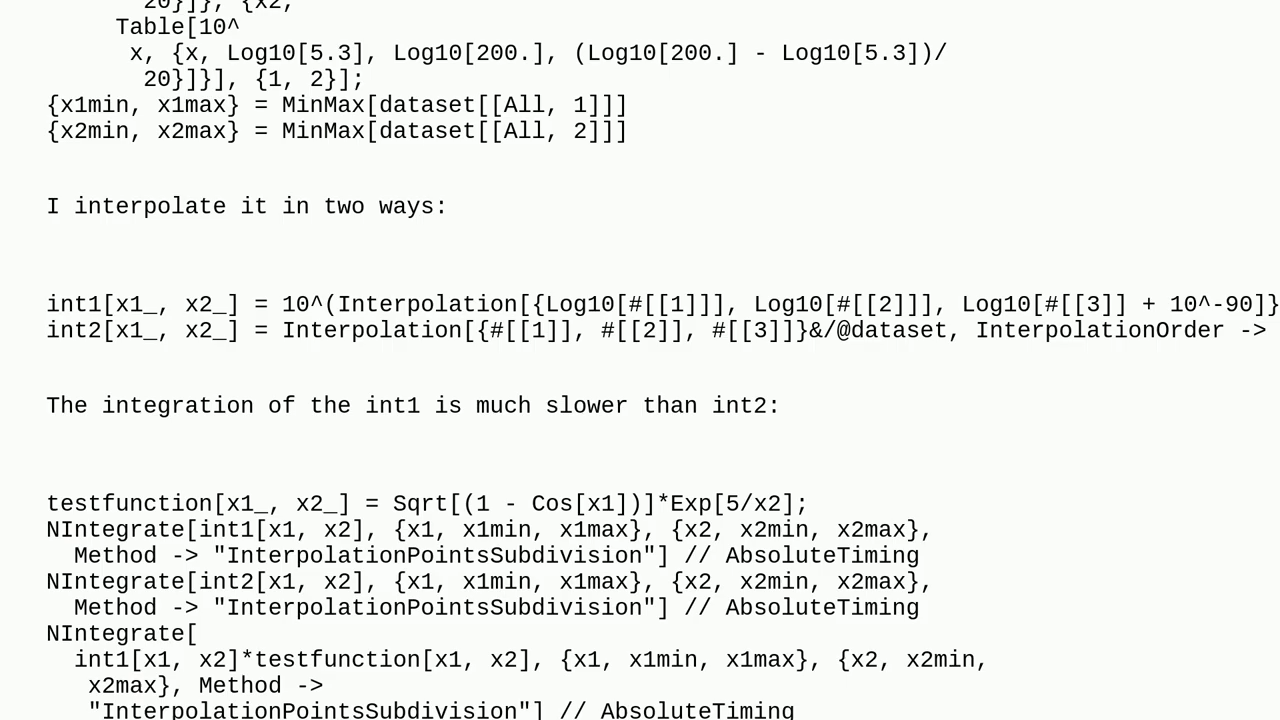 20}]}, {x2,
Table[10^
x, {x, Log10[5.3], Log10[200.], (Log10[200.] - Log10[5.3])/
20}]}], {1, 2}];
{x1min, x1max} = MinMax[dataset[[All, 1]]]
{x2min, x2max} = MinMax[dataset[[All, 2]]]
I interpolate it in two ways:
int1[x1_, x2_] = 10^(Interpolation[{Log10[#[[1]]], Log10[#[[2]]], Log10[#[[3]] + 10^-90]}
int2[x1_, x2_] = Interpolation[{#[[1]], #[[2]], #[[3]]}&/@dataset, InterpolationOrder ->
The integration of the int1 is much slower than int2:
testfunction[x1_, x2_] = Sqrt[(1 - Cos[x1])]*Exp[5/x2];
NIntegrate[int1[x1, x2], {x1, x1min, x1max}, {x2, x2min, x2max},
Method -> "InterpolationPointsSubdivision"] // AbsoluteTiming
NIntegrate[int2[x1, x2], {x1, x1min, x1max}, {x2, x2min, x2max},
Method -> "InterpolationPointsSubdivision"] // AbsoluteTiming
NIntegrate[
int1[x1, x2]*testfunction[x1, x2], {x1, x1min, x1max}, {x2, x2min,
x2max}, Method ->
"InterpolationPointsSubdivision"] // AbsoluteTiming